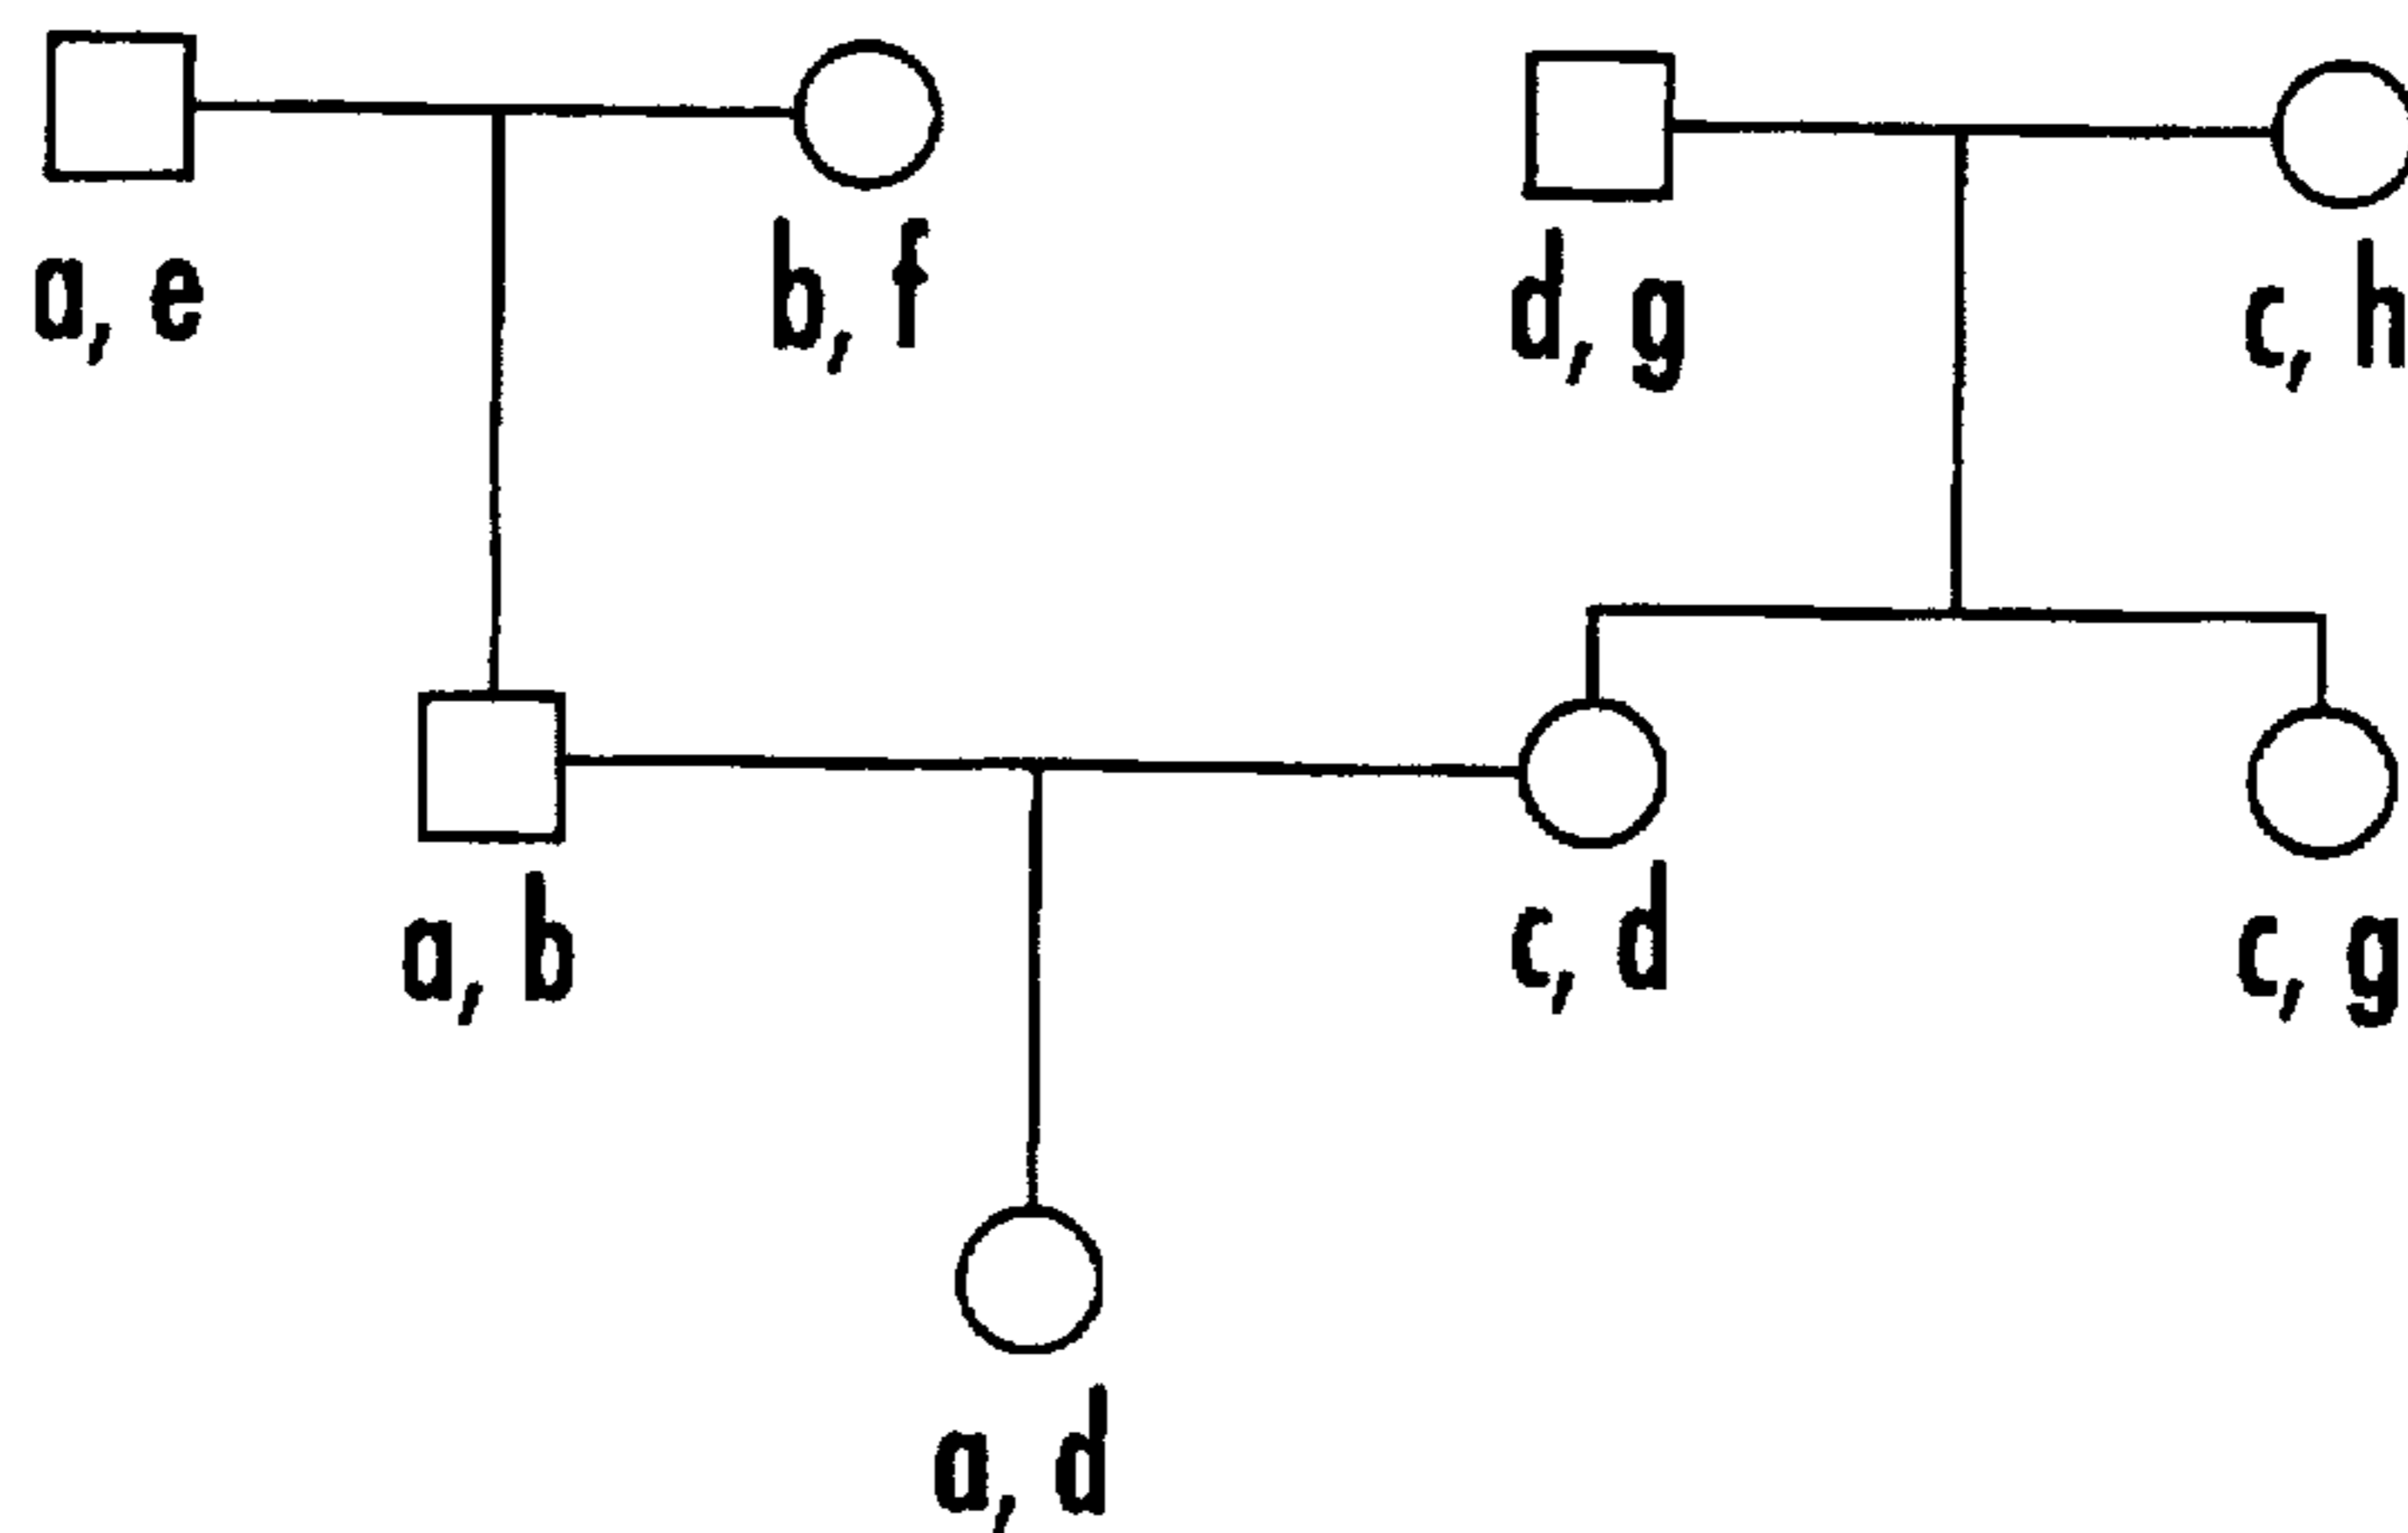 a, e
b, f
d, g
c, h
a, b
c, d
c, g
a, d